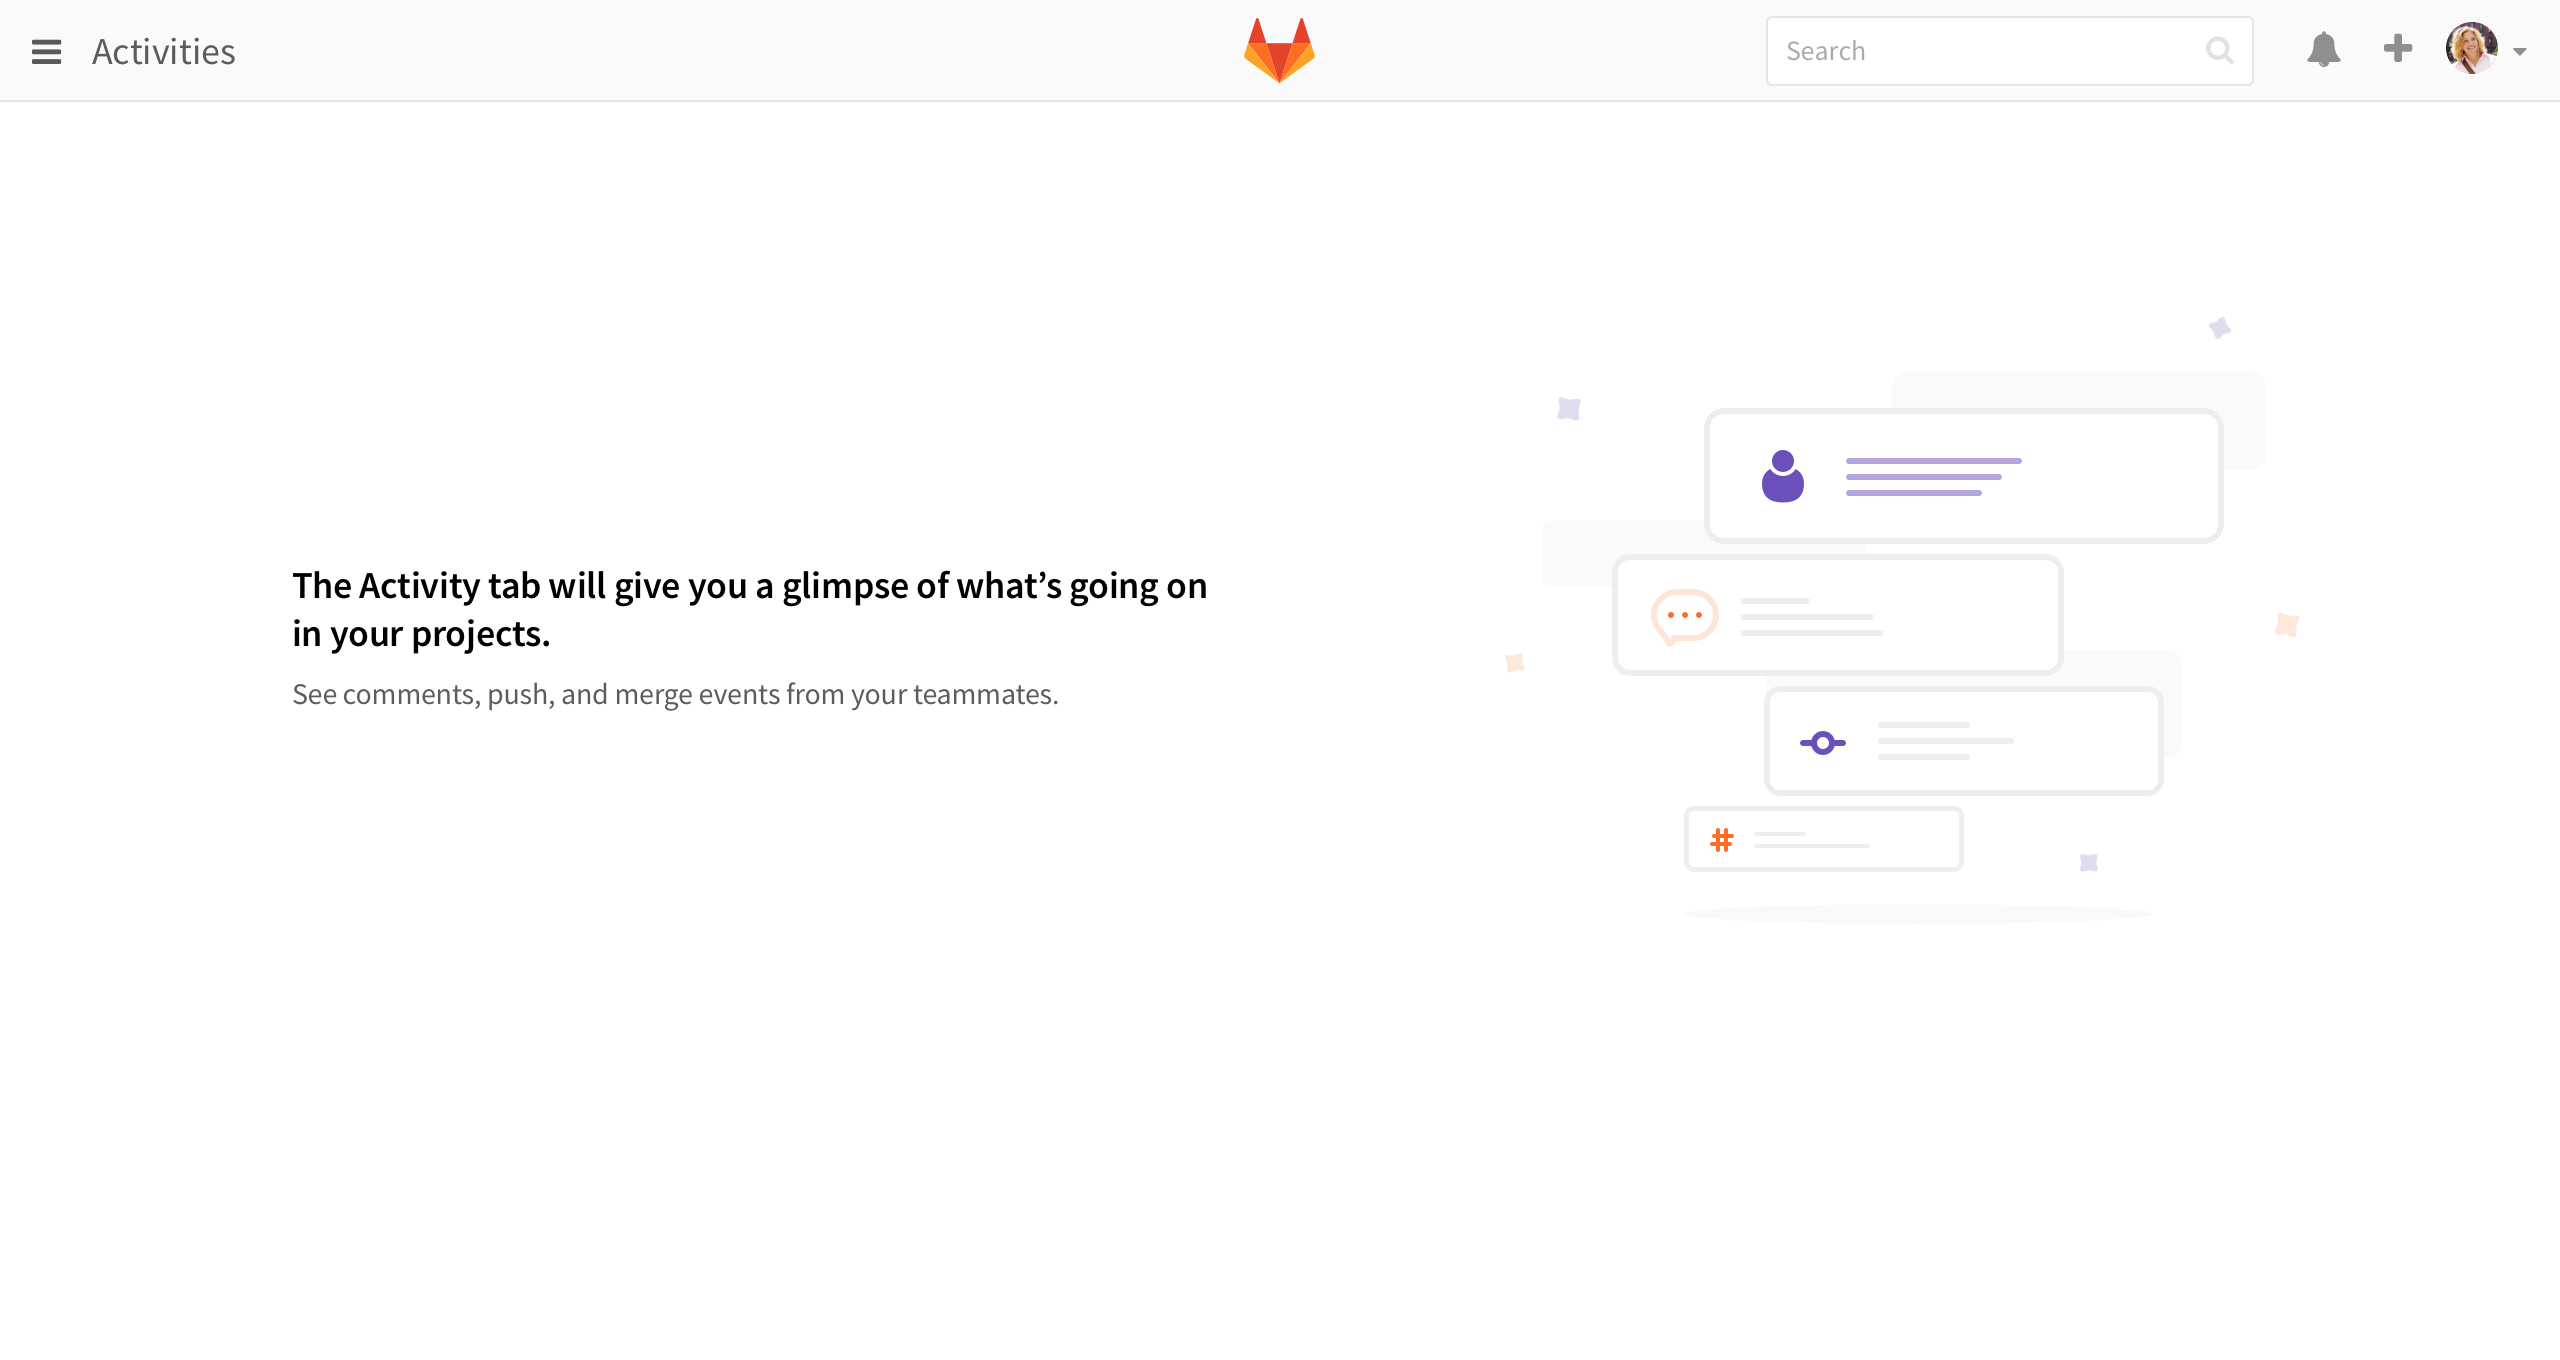 Activities
Search
The Activity tab will give you a glimpse of what’s going on
in your projects.
See comments, push, and merge events from your teammates.